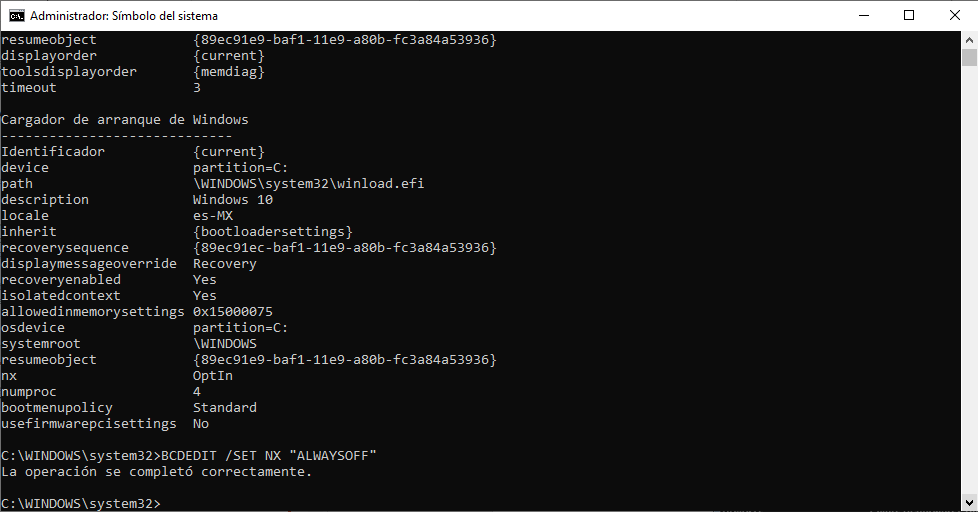 Administrador: Símbolo del sistema
resumeobject            {89ec91e9-baf1-11e9-a80b-fc3a84a53936}
displayorder            {current}
toolsdisplayorder       {memdiag}
timeout                 3
Cargador de arranque de Windows
-----------------------------
Identificador           {current}
device                  partition=C:
path                    \WINDOWS\system32\winload.efi
description             Windows 10
locale                  es-MX
inherit                 {bootloadersettings}
recoverysequence        {89ec91ec-baf1-11e9-a80b-fc3a84a53936}
displaymessageoverride  Recovery
recoveryenabled         Yes
isolatedcontext         Yes
allowedinmemorysettings 0x15000075
osdevice                partition=C:
systemroot              \WINDOWS
resumeobject            {89ec91e9-baf1-11e9-a80b-fc3a84a53936}
nx                      OptIn
numproc                 4
bootmenupolicy          Standard
usefirmwarepcisettings  No
C:\WINDOWS\system32>BCDEDIT /SET NX "ALWAYSOFF"
La operación se completó correctamente.
C:\WINDOWS\system32>